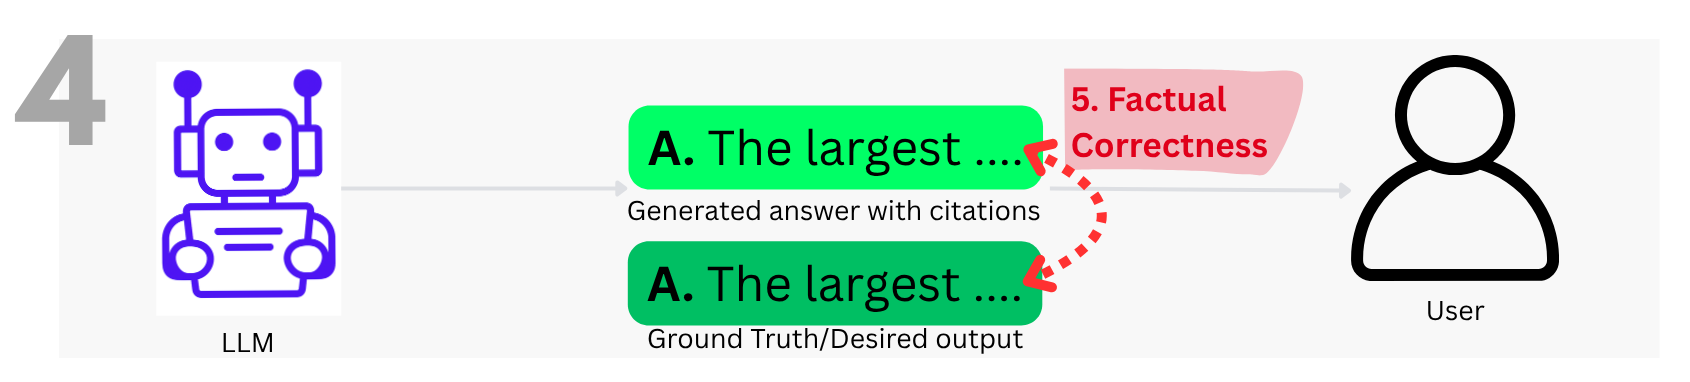 4
5. Factual
Correctness
A. The largest ....
Generated answer with citations
A. The largest ....
Ground Truth/Desired output
LLM
User